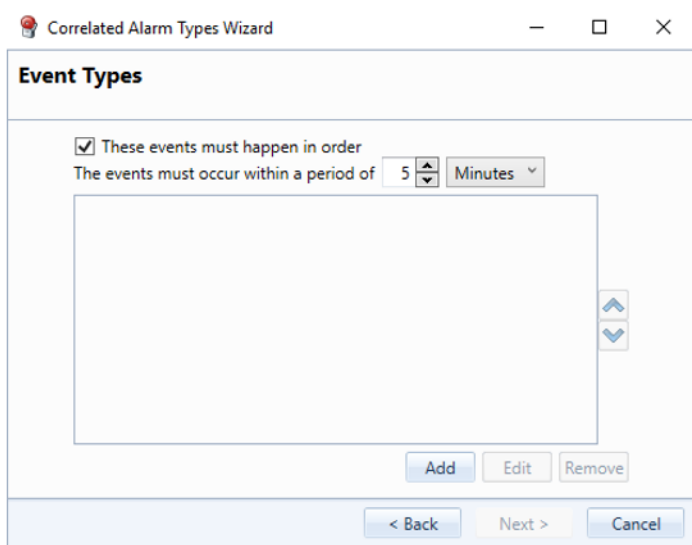 Correlated Alarm Types Wizard
Event Types
These events must happen in order
The events must occur within a period of 5 Minutes
Add Edit Remove
< Back Next > Cancel